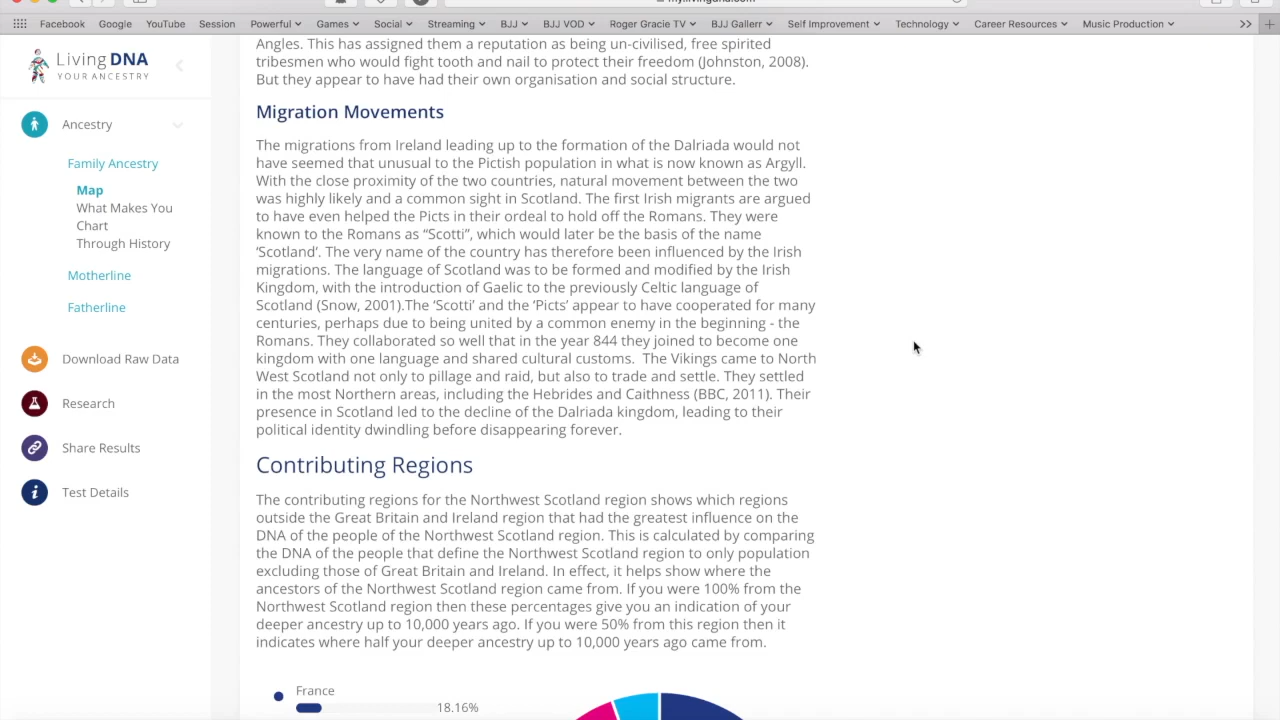 Facebook Google YouTube Session Powerful Games Social Streaming BJJ BJJ VOD Roger Gracie TV BJJ Gallerr Self Improvement Technology Career Resources Music Production
Living DNA
YOUR ANCESTRY
Ancestry
Family Ancestry
Map
What Makes You
Chart
Through History
Motherline
Fatherline
Download Raw Data
Research
Share Results
Test Details
Angles. This has assigned them a reputation as being un-civilised, free spirited
tribesmen who would fight tooth and nail to protect their freedom (Johnston, 2008).
But they appear to have had their own organisation and social structure.
Migration Movements
The migrations from Ireland leading up to the formation of the Dalriada would not
have seemed that unusual to the Pictish population in what is now known as Argyll.
With the close proximity of the two countries, natural movement between the two
was highly likely and a common sight in Scotland. The first Irish migrants are argued
to have even helped the Picts in their ordeal to hold off the Romans. They were
known to the Romans as “Scotti”, which would later be the basis of the name
‘Scotland’. The very name of the country has therefore been influenced by the Irish
migrations. The language of Scotland was to be formed and modified by the Irish
Kingdom, with the introduction of Gaelic to the previously Celtic language of
Scotland (Snow, 2001).The ‘Scotti’ and the ‘Picts’ appear to have cooperated for many
centuries, perhaps due to being united by a common enemy in the beginning - the
Romans. They collaborated so well that in the year 844 they joined to become one
kingdom with one language and shared cultural customs. The Vikings came to North
West Scotland not only to pillage and raid, but also to trade and settle. They settled
in the most Northern areas, including the Hebrides and Caithness (BBC, 2011). Their
presence in Scotland led to the decline of the Dalriada kingdom, leading to their
political identity dwindling before disappearing forever.
Contributing Regions
The contributing regions for the Northwest Scotland region shows which regions
outside the Great Britain and Ireland region that had the greatest influence on the
DNA of the people of the Northwest Scotland region. This is calculated by comparing
the DNA of the people that define the Northwest Scotland region to only population
excluding those of Great Britain and Ireland. In effect, it helps show where the
ancestors of the Northwest Scotland region came from. If you were 100% from the
Northwest Scotland region then these percentages give you an indication of your
deeper ancestry up to 10,000 years ago. If you were 50% from this region then it
indicates where half your deeper ancestry up to 10,000 years ago came from.
France
18.16%